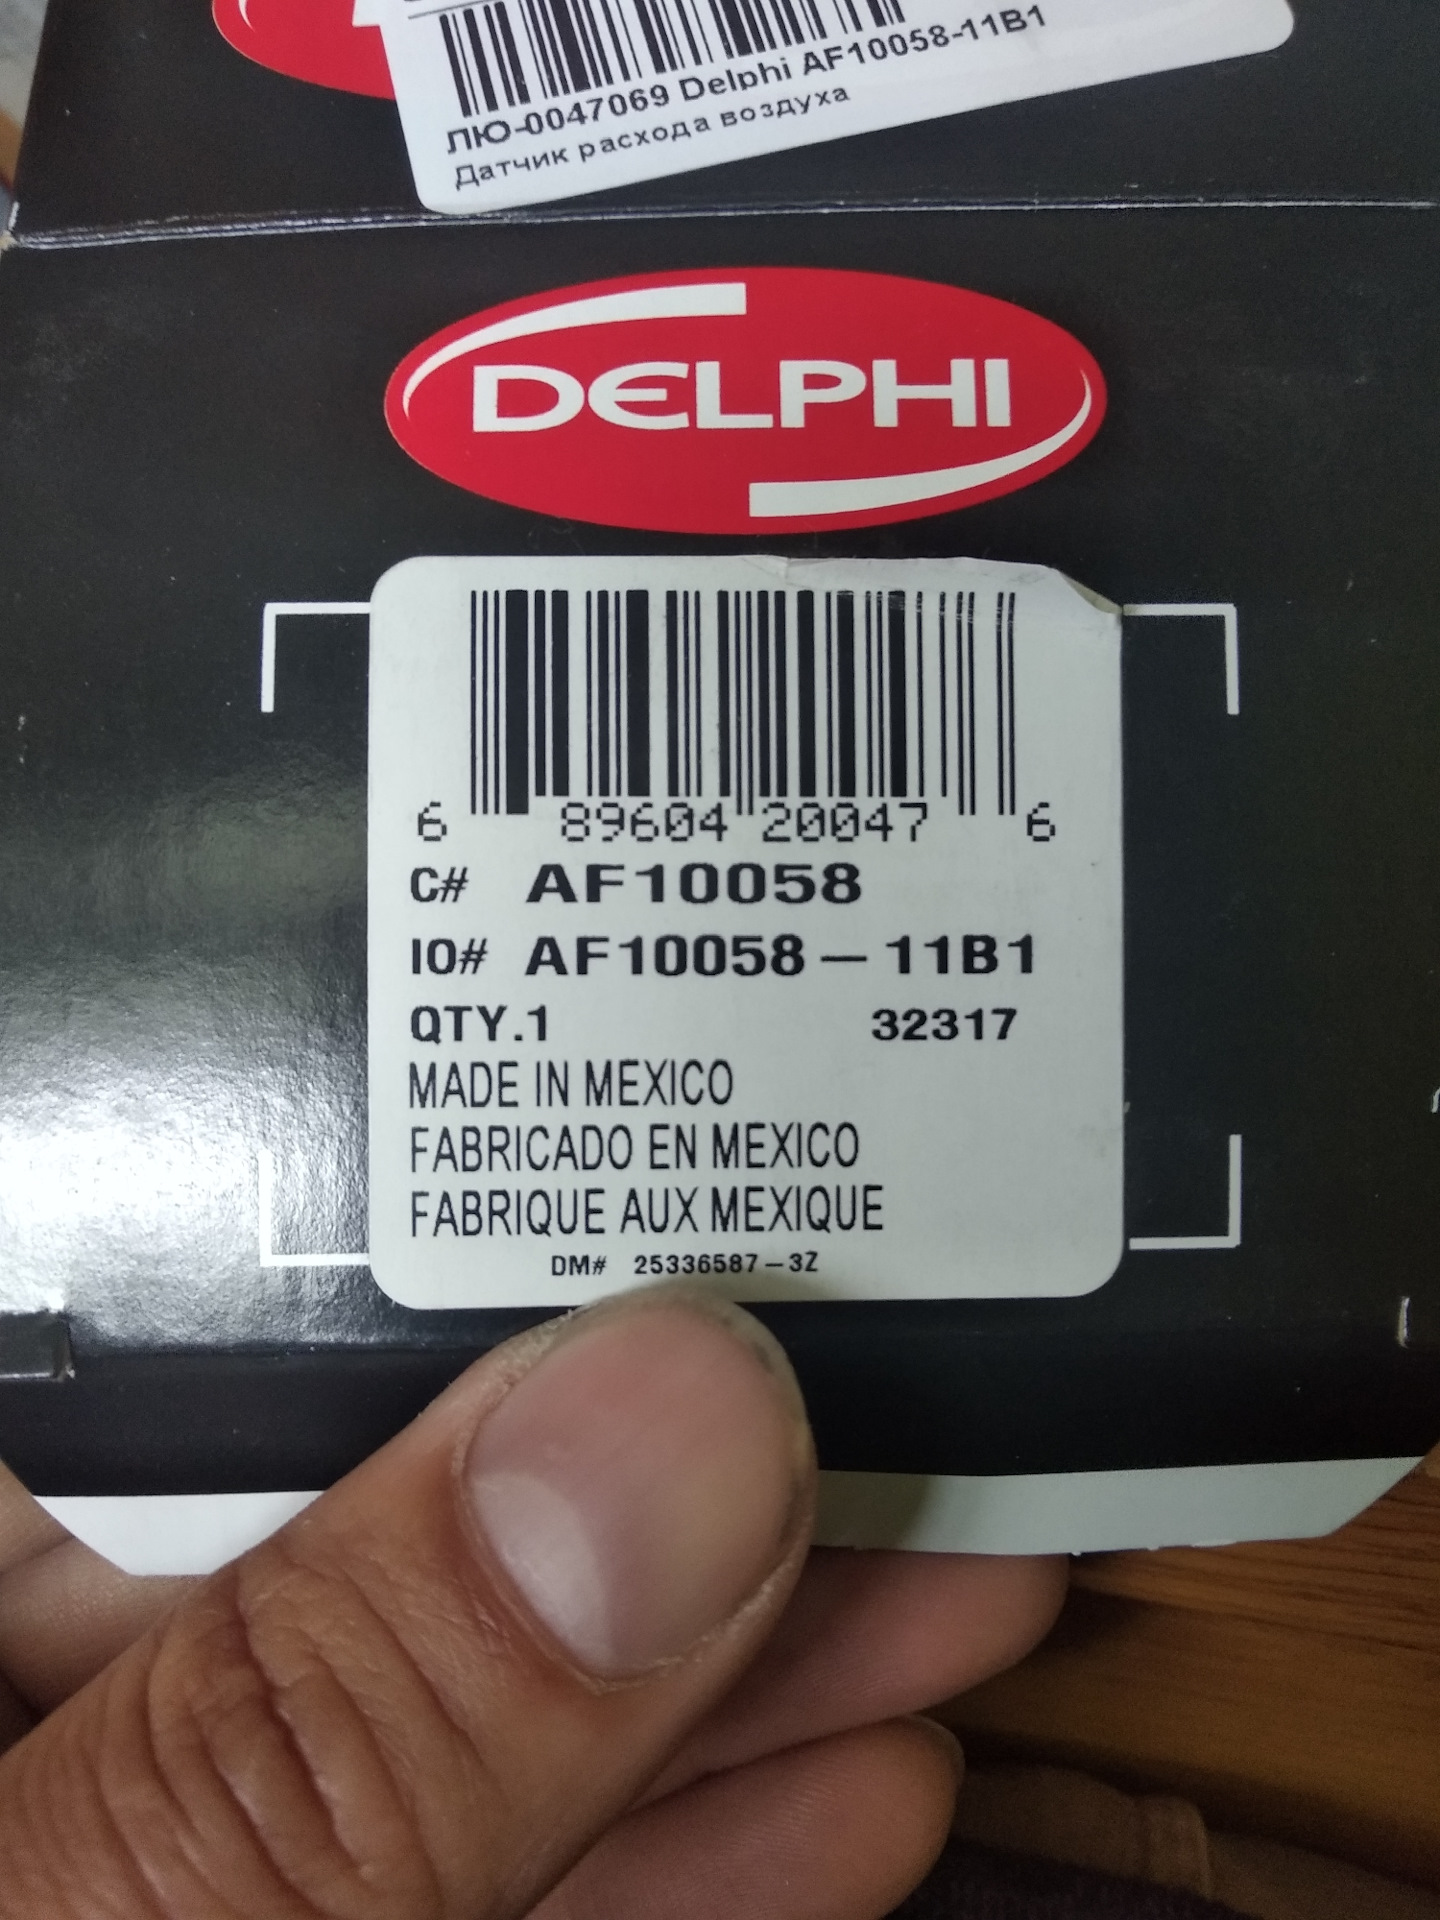 ЛЮ-0047069 Delphi AF10058-11B1
Датчик расхода воздуха
DELPHI
6 89604 20047 6
C# AF10058
IO# AF10058-11B1
QTY.1 32317
MADE IN MEXICO
FABRICADO EN MEXICO
FABRIQUE AUX MEXIQUE
DM# 25336587-3Z